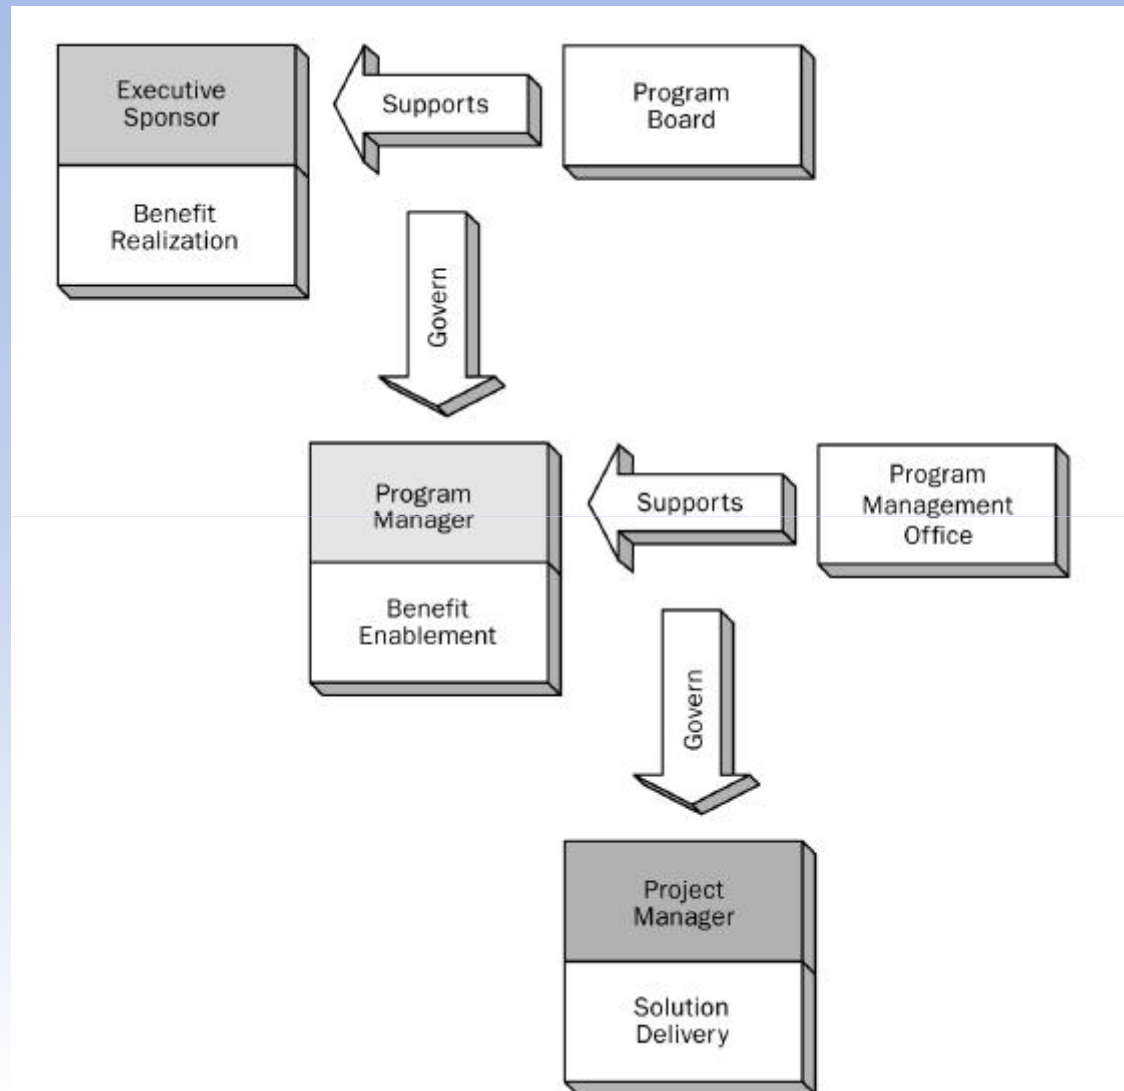 Executive
Sponsor
Supports
Program
Board
Benefit
Realization
Govern
Program
Manager
Supports
Program
Management
Office
Benefit
Enablement
Govern
Project
Manager
Solution
Delivery